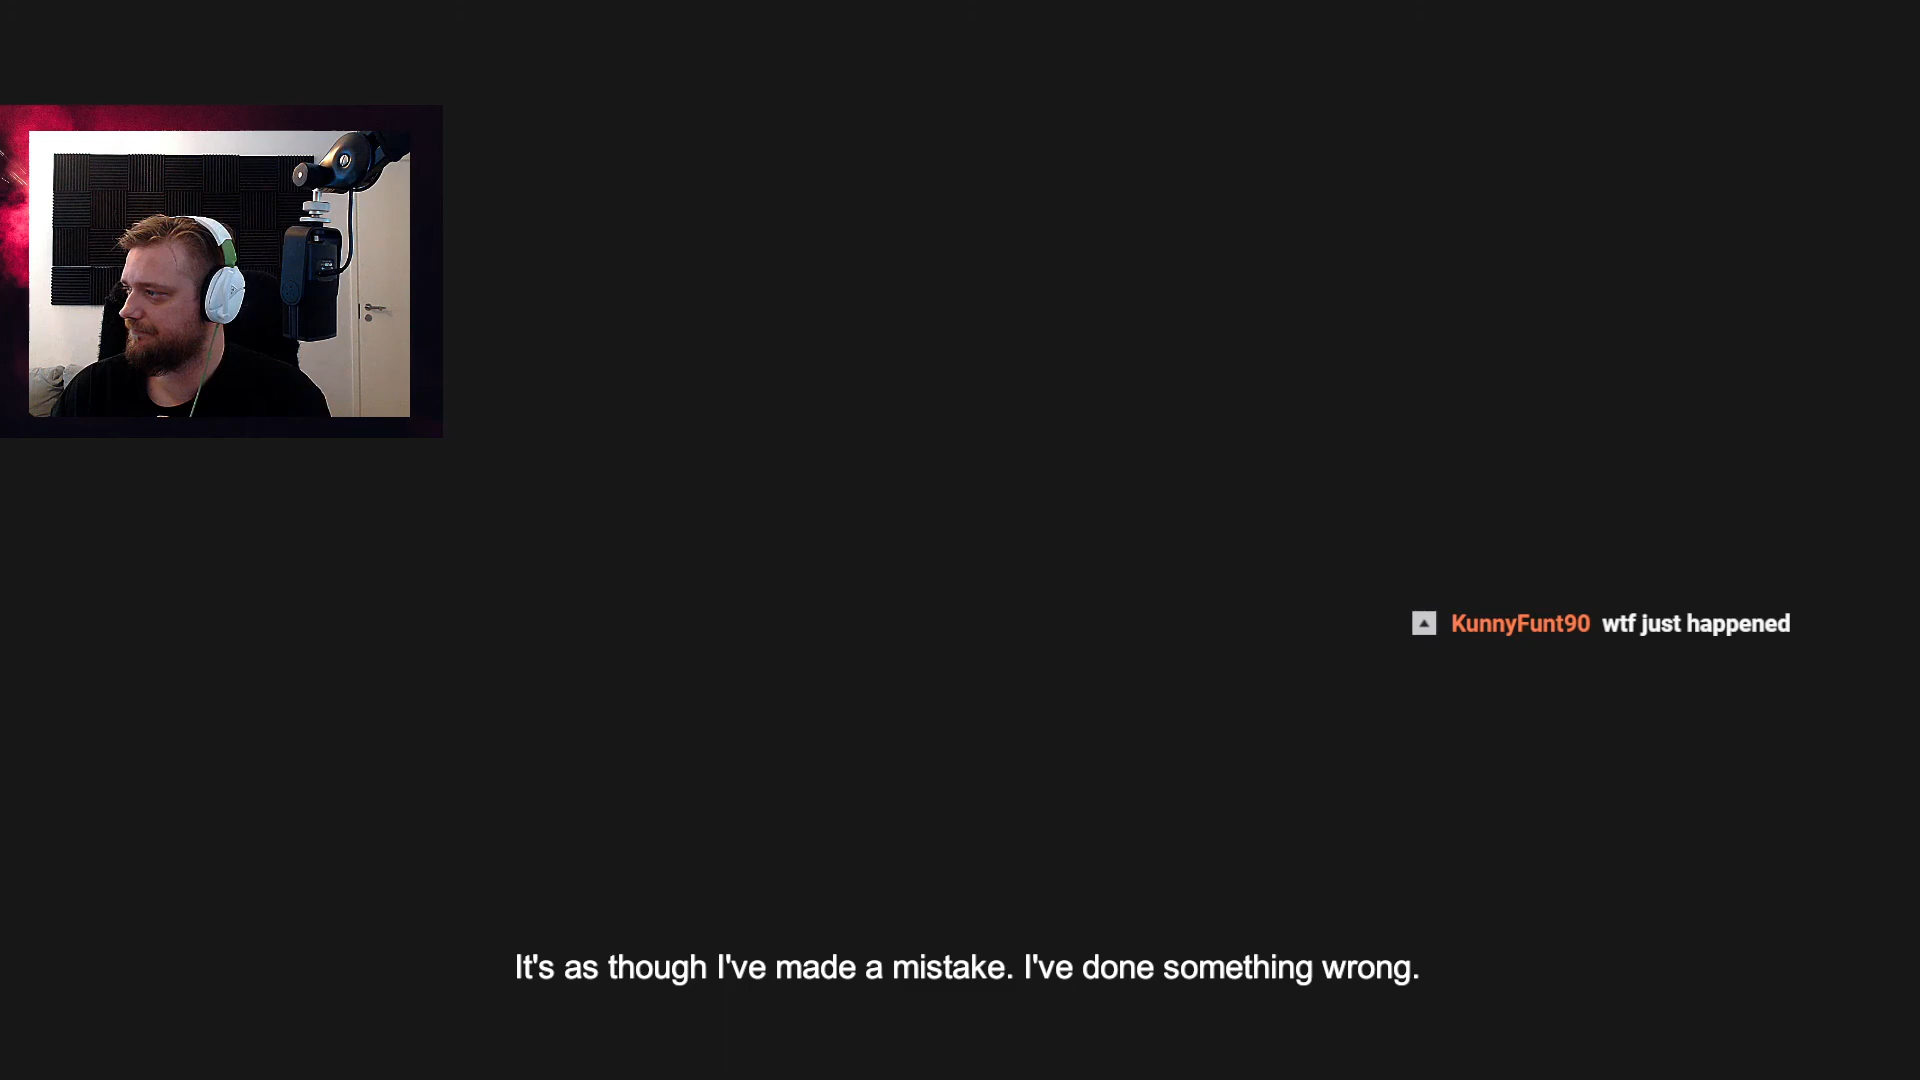 KunnyFunt90 wtf just happened
It's as though I've made a mistake. I've done something wrong.